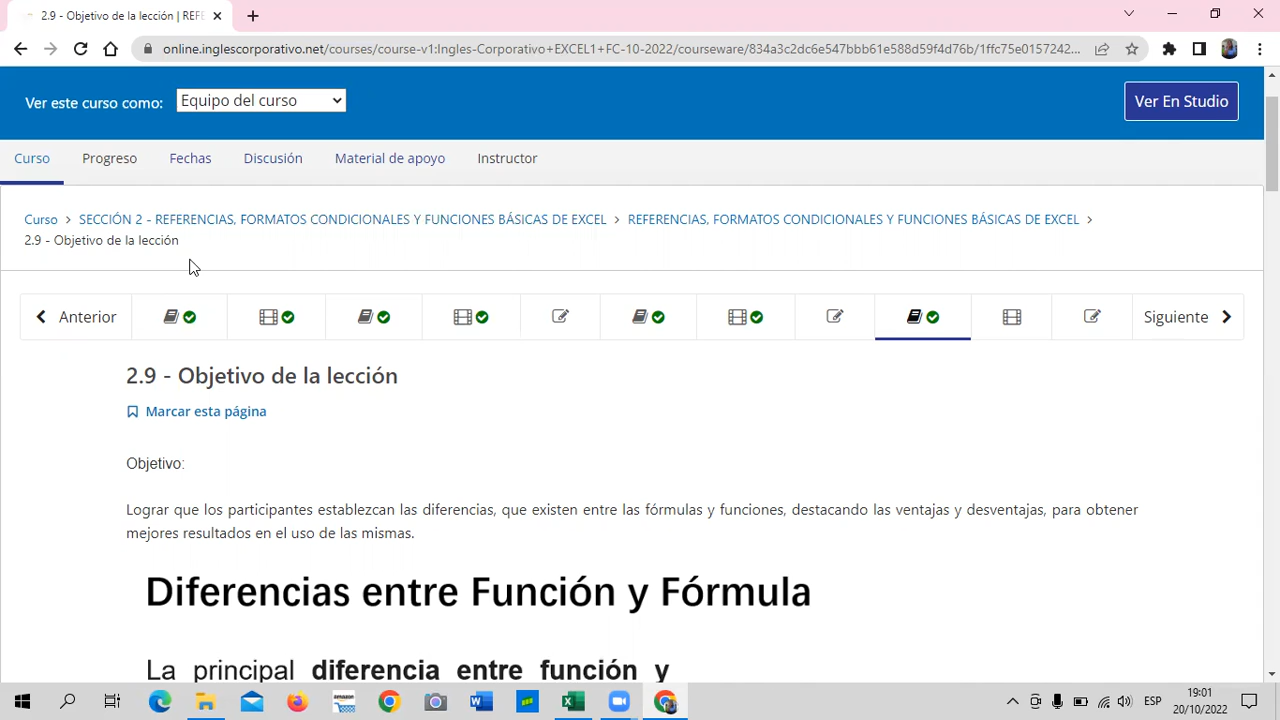 2.9 - Objetivo de la lección | REF
online.inglescorporativo.net/courses/course-v1:Ingles-Corporativo+EXCEL1+FC-10-2022/courseware/834a3c2dc6e547bbb61e588d59f4d76b/1ffc75e0157242...
Ver este curso como: Equipo del curso Ver En Studio
Curso Progreso Fechas Discusión Material de apoyo Instructor
Curso > SECCIÓN 2 - REFERENCIAS, FORMATOS CONDICIONALES Y FUNCIONES BÁSICAS DE EXCEL > REFERENCIAS, FORMATOS CONDICIONALES Y FUNCIONES BÁSICAS DE EXCEL >
2.9 - Objetivo de la lección
Anterior Siguiente
2.9 - Objetivo de la lección
Marcar esta página
Objetivo:
Lograr que los participantes establezcan las diferencias, que existen entre las fórmulas y funciones, destacando las ventajas y desventajas, para obtener
mejores resultados en el uso de las mismas.
Diferencias entre Función y Fórmula
La principal diferencia entre función y
ESP
19:01
20/10/2022